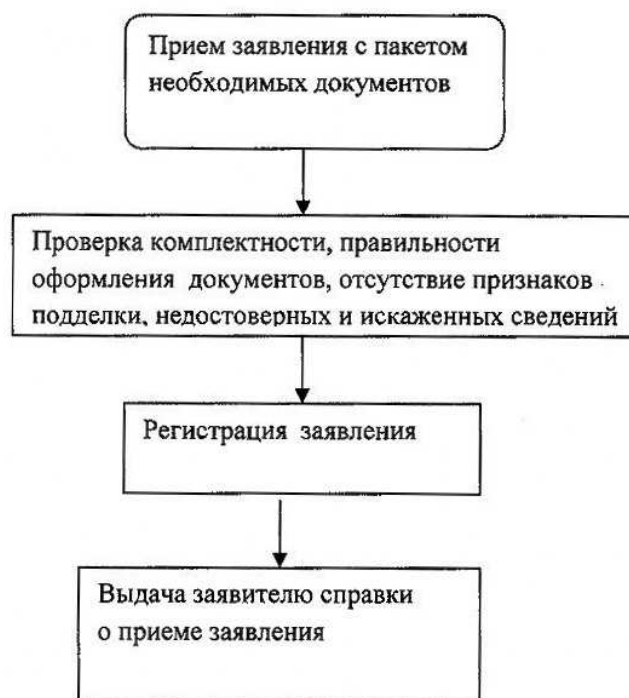 Прием заявления с пакетом
необходимых документов
Проверка комплектности, правильности
оформления документов, отсутствие признаков
подделки, недостоверных и искаженных сведений
Регистрация заявления
Выдача заявителю справки
о приеме заявления